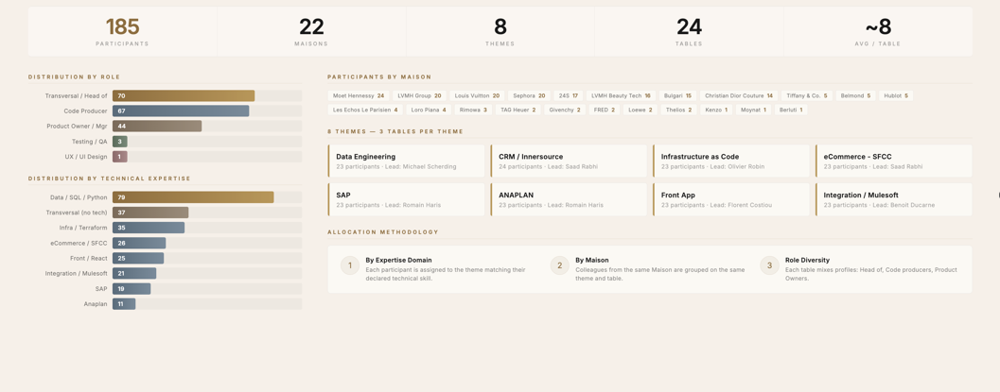 185
PARTICIPANTS
22
MAISONS
8
THEMES
24
TABLES
~8
AVG / TABLE
DISTRIBUTION BY ROLE
Transversal / Head of 70
Code Producer 67
Product Owner / Mgr 44
Testing / QA 3
UX / UI Design 1
DISTRIBUTION BY TECHNICAL EXPERTISE
Data / SQL / Python 79
Transversal (no tech) 37
Infra / Terraform 35
eCommerce / SFCC 26
Front / React 25
Integration / Mulesoft 21
SAP 19
Anaplan 11
PARTICIPANTS BY MAISON
Moet Hennessy 24 LVMH Group 20 Louis Vuitton 20 Sephora 20 24S 17 LVMH Beauty Tech 16 Bulgari 15 Christian Dior Couture 14 Tiffany & Co. 5 Belmond 5 Hublot 5
Les Echos Le Parisien 4 Loro Piana 4 Rimowa 3 TAG Heuer 2 Givenchy 2 FRED 2 Loewe 2 Thelios 2 Kenzo 1 Moynat 1 Berluti 1
8 THEMES — 3 TABLES PER THEME
Data Engineering
23 participants · Lead: Michael Scherding
CRM / Innersource
24 participants · Lead: Saad Rabhi
Infrastructure as Code
23 participants · Lead: Olivier Robin
eCommerce - SFCC
23 participants · Lead: Saad Rabhi
SAP
23 participants · Lead: Romain Haris
ANAPLAN
23 participants · Lead: Romain Haris
Front App
23 participants · Lead: Florent Costiou
Integration / Mulesoft
23 participants · Lead: Benoit Ducarne
ALLOCATION METHODOLOGY
1
By Expertise Domain
Each participant is assigned to the theme matching their
declared technical skill.
2
By Maison
Colleagues from the same Maison are grouped on the same
theme and table.
3
Role Diversity
Each table mixes profiles: Head of, Code producers, Product
Owners.